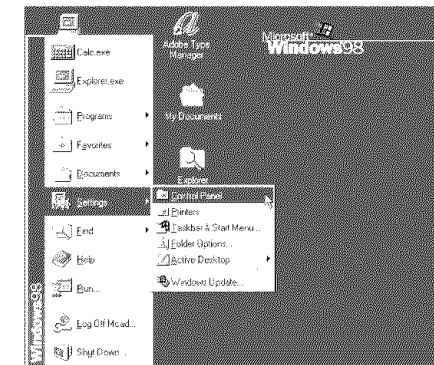 Adobe Type
Manager
Microsoft
Windows98
My Documents
Explorer
Calc.exe
Explorer.exe
Programs
Favorites
Documents
Settings
Find
Help
Run...
Log Off Mcad...
Shut Down...
Control Panel
Printers
Taskbar & Start Menu...
Folder Options...
Active Desktop
Windows Update...
Windows98